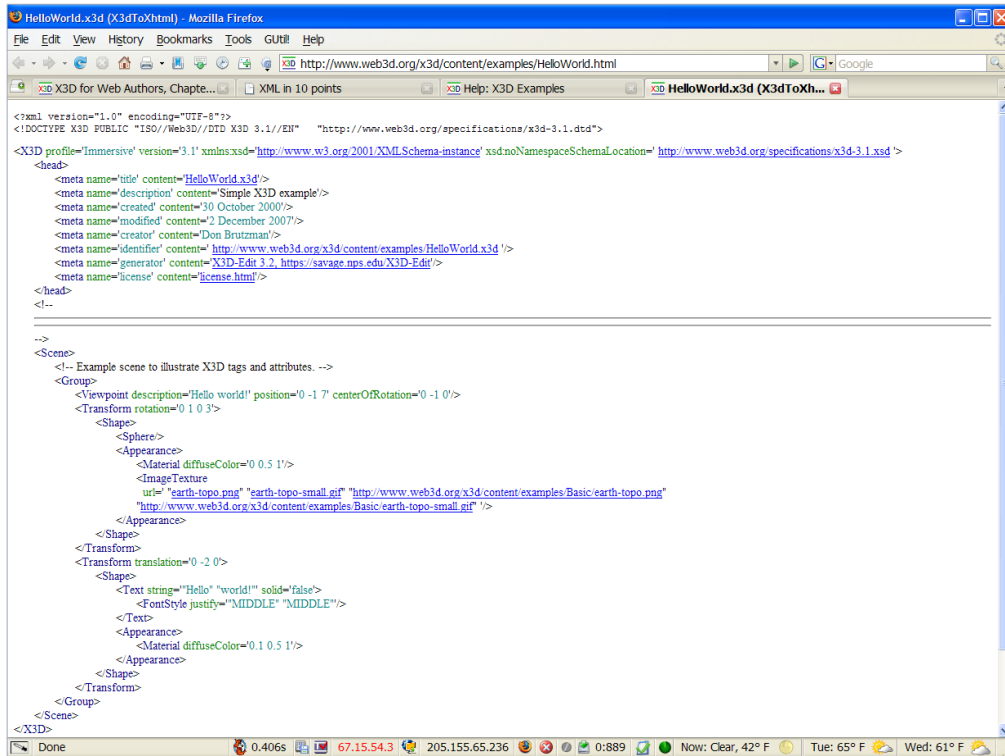 HelloWorld.x3d (X3dToXhtml) - Mozilla Firefox
File Edit View History Bookmarks Tools GUtil! Help
X3D http://www.web3d.org/x3d/content/examples/HelloWorld.html G Google
X3D X3D for Web Authors, Chapte... XML in 10 points X3D Help: X3D Examples X3D HelloWorld.x3d (X3dToXh...
<?xml version="1.0" encoding="UTF-8"?>
<!DOCTYPE X3D PUBLIC "ISO//Web3D//DTD X3D 3.1//EN" "http://www.web3d.org/specifications/x3d-3.1.dtd">
<X3D profile='Immersive' version='3.1' xmlns:xsd='http://www.w3.org/2001/XMLSchema-instance' xsd:noNamespaceSchemaLocation=' http://www.web3d.org/specifications/x3d-3.1.xsd '>
<head>
<meta name='title' content='HelloWorld.x3d'/>
<meta name='description' content='Simple X3D example'/>
<meta name='created' content='30 October 2000'/>
<meta name='modified' content='2 December 2007'/>
<meta name='creator' content='Don Brutzman'/>
<meta name='identifier' content=' http://www.web3d.org/x3d/content/examples/HelloWorld.x3d '/>
<meta name='generator' content='X3D-Edit 3.2, https://savage.nps.edu/X3D-Edit'/>
<meta name='license' content='license.html'/>
</head>
<!--
-->
<Scene>
<!-- Example scene to illustrate X3D tags and attributes. -->
<Group>
<Viewpoint description='Hello world!' position='0 -1 7' centerOfRotation='0 -1 0'/>
<Transform rotation='0 1 0 3'>
<Shape>
<Sphere/>
<Appearance>
<Material diffuseColor='0 0.5 1'/>
<ImageTexture
url=' "earth-topo.png" "earth-topo-small.gif" "http://www.web3d.org/x3d/content/examples/Basic/earth-topo.png"
"http://www.web3d.org/x3d/content/examples/Basic/earth-topo-small.gif" '/>
</Appearance>
</Shape>
</Transform>
<Transform translation='0 -2 0'>
<Shape>
<Text string='"Hello" "world!"' solid='false'>
<FontStyle justify='"MIDDLE" "MIDDLE"'/>
</Text>
<Appearance>
<Material diffuseColor='0.1 0.5 1'/>
</Appearance>
</Shape>
</Transform>
</Group>
</Scene>
</X3D>
Done 0.406s 67.15.54.3 205.155.65.236 0:889 Now: Clear, 42° F Tue: 65° F Wed: 61° F